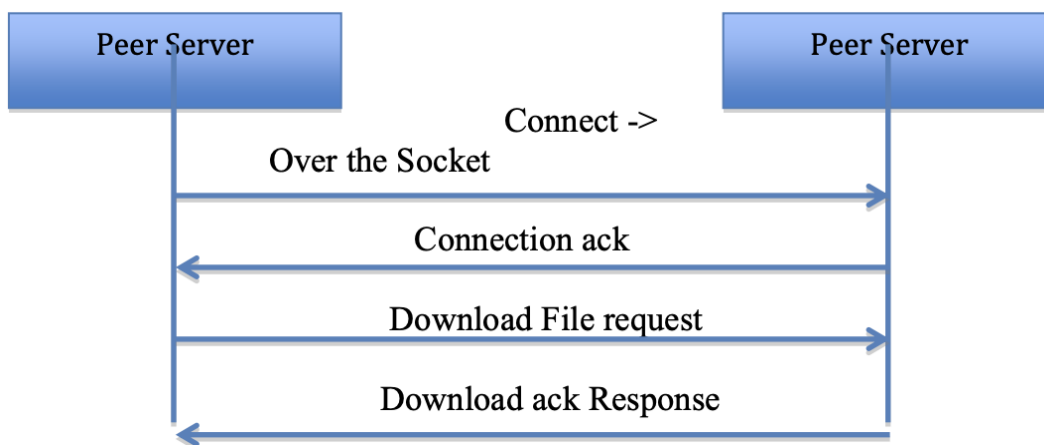 Peer Server
Peer Server
Connect ->
Over the Socket
Connection ack
Download File request
Download ack Response